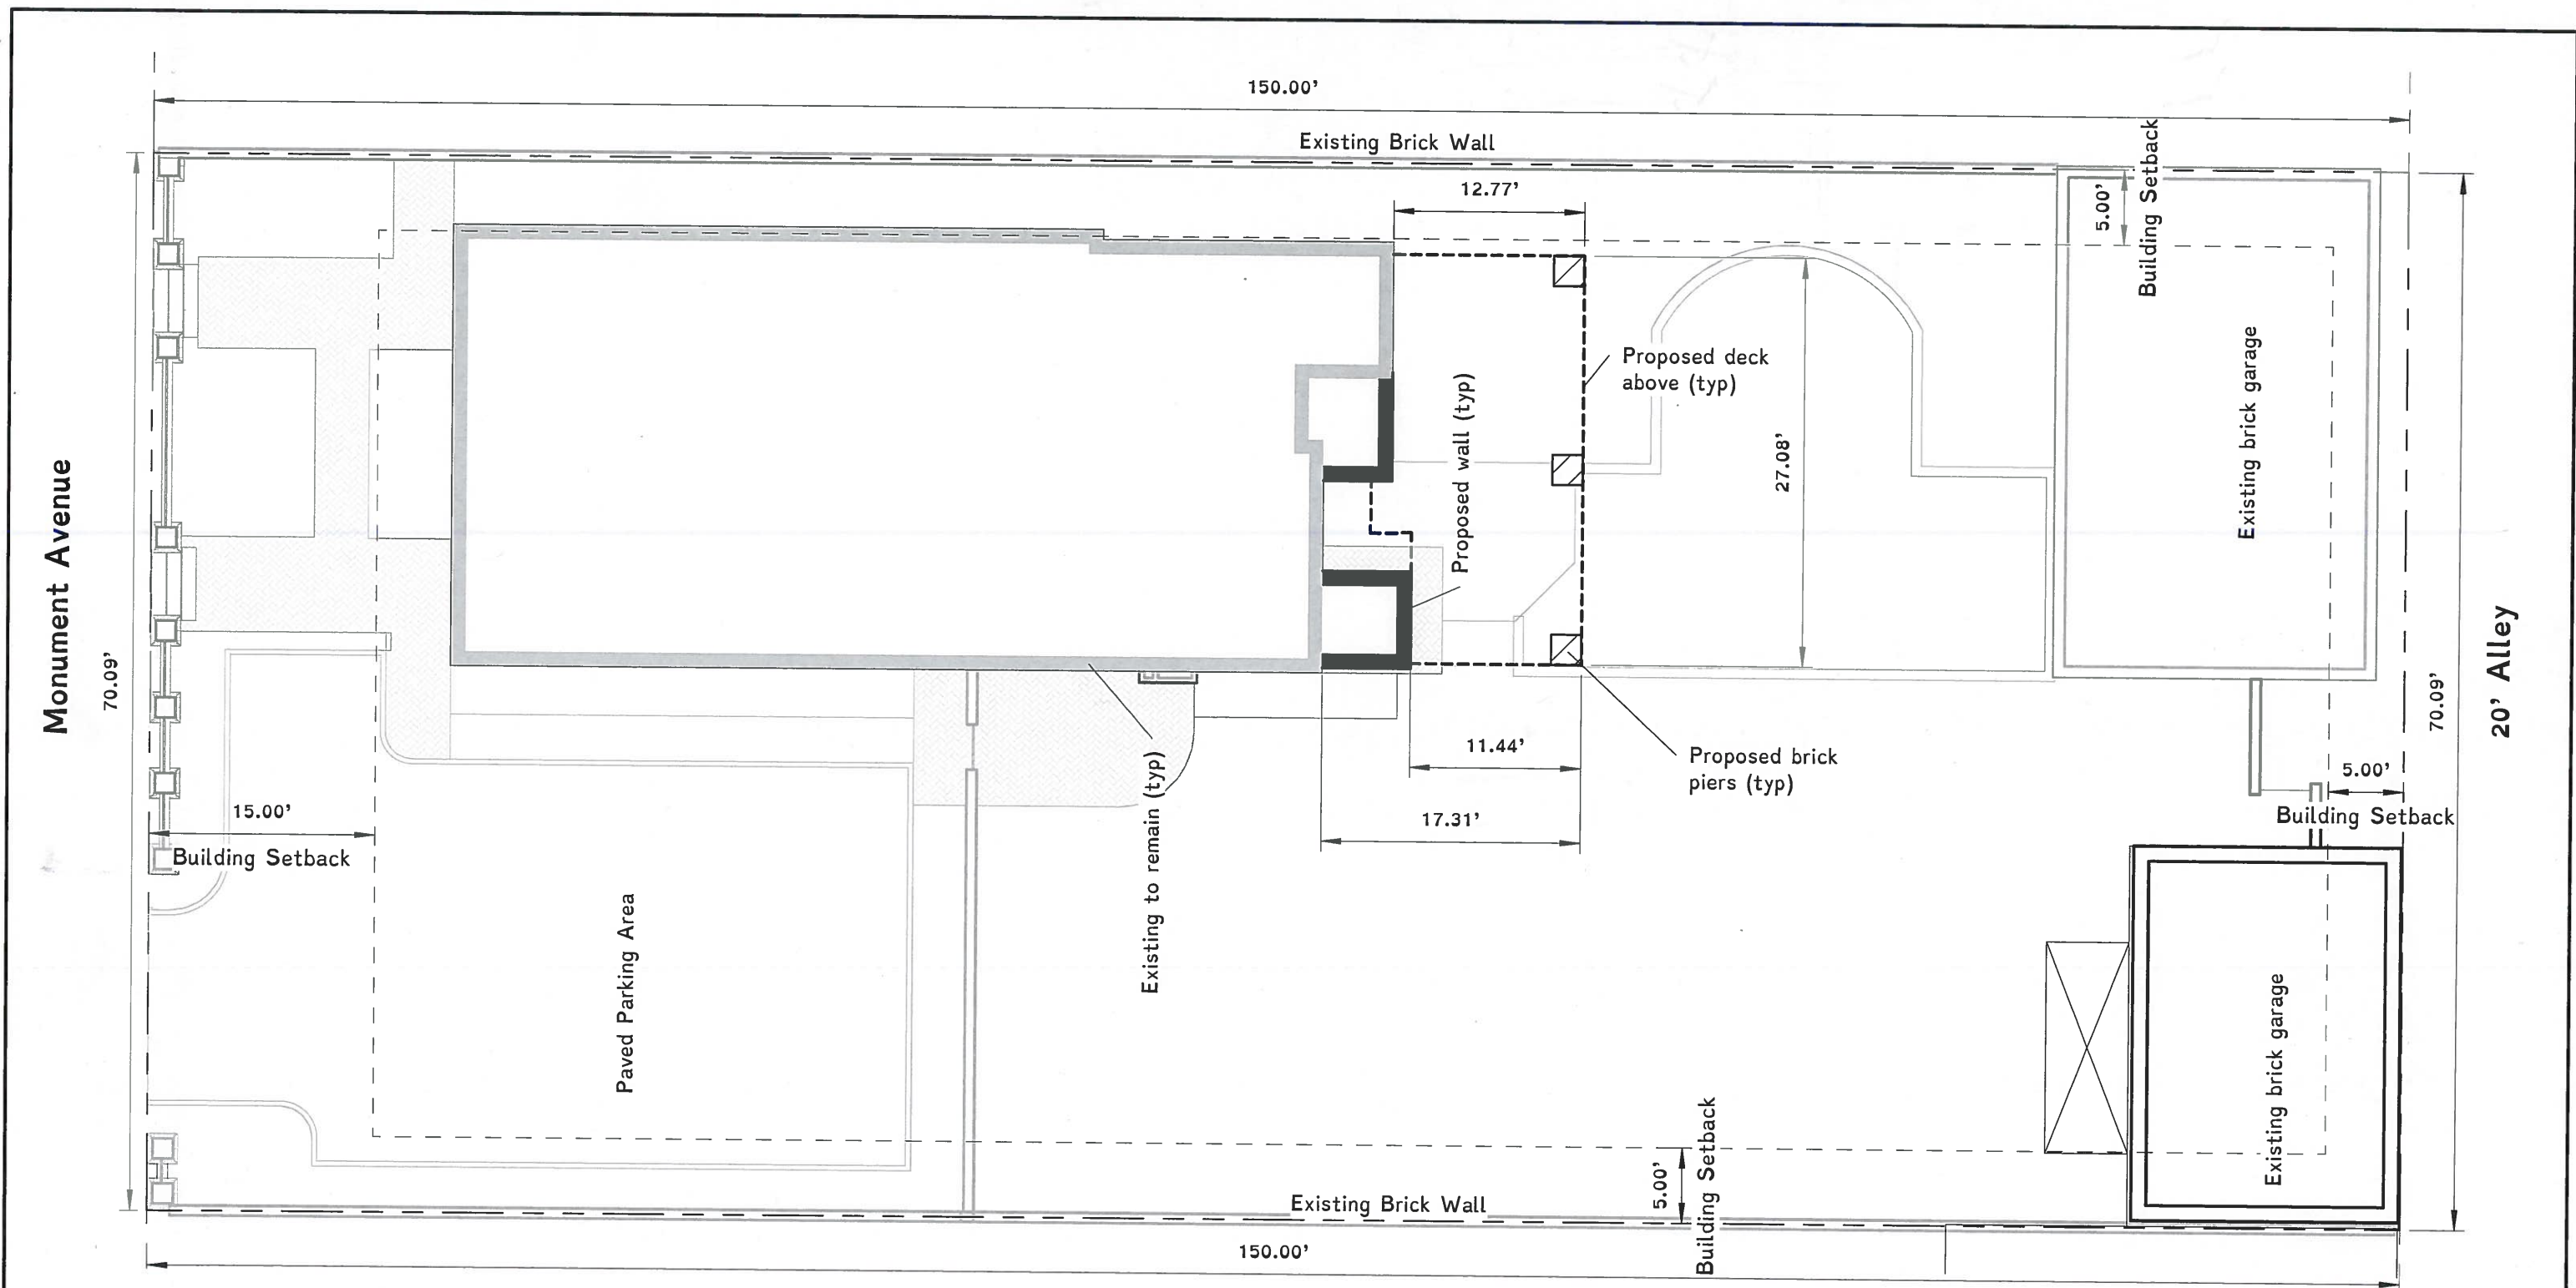 150.00'
Existing Brick Wall
12.77'
5.00'
Building Setback
Proposed deck
above (typ)
Proposed wall (typ)
27.08'
Existing brick garage
Monument Avenue
70.09'
20' Alley
70.09'
11.44'
Proposed brick
piers (typ)
5.00'
Building Setback
15.00'
Building Setback
17.31'
Existing to remain (typ)
Paved Parking Area
Existing brick garage
5.00'
Building Setback
Existing Brick Wall
150.00'